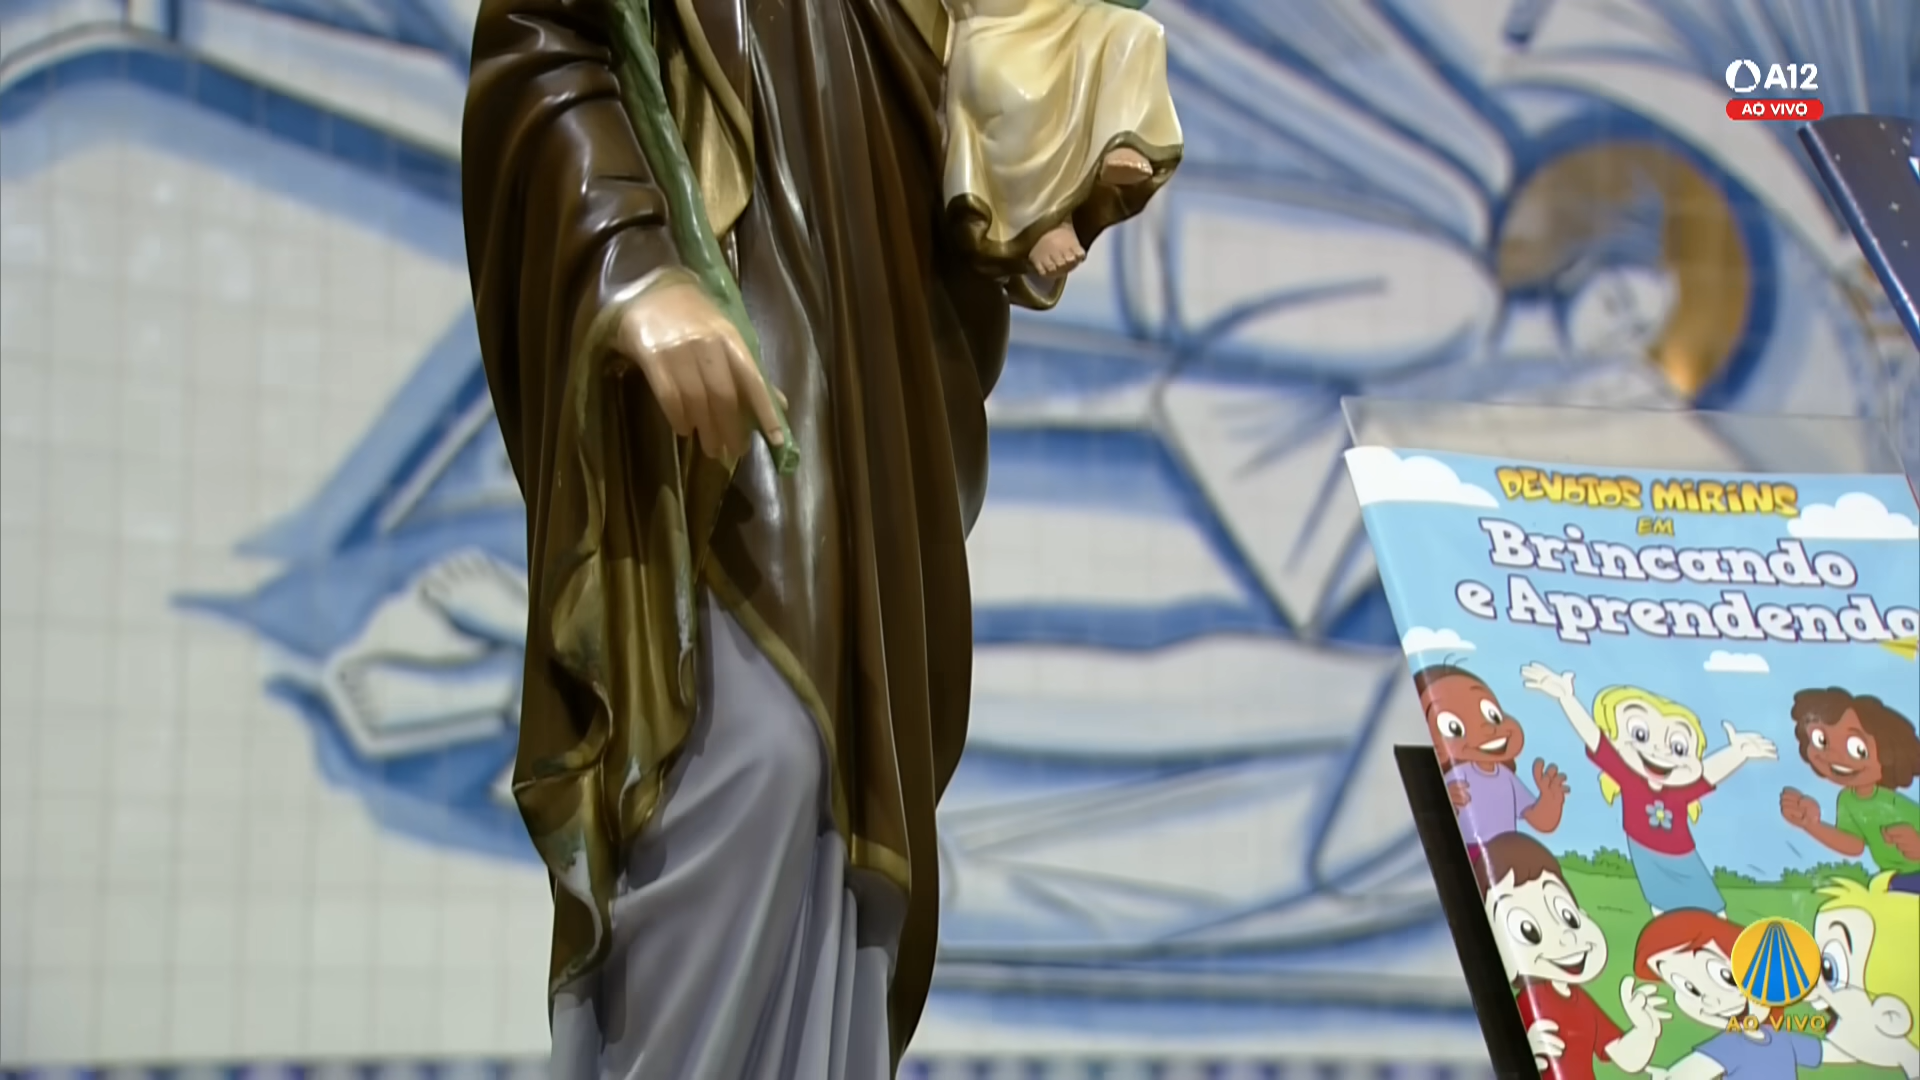 A12
AO VIVO
DEVOTOS MIRINS
EM
Brincando
e Aprendendo
AO VIVO